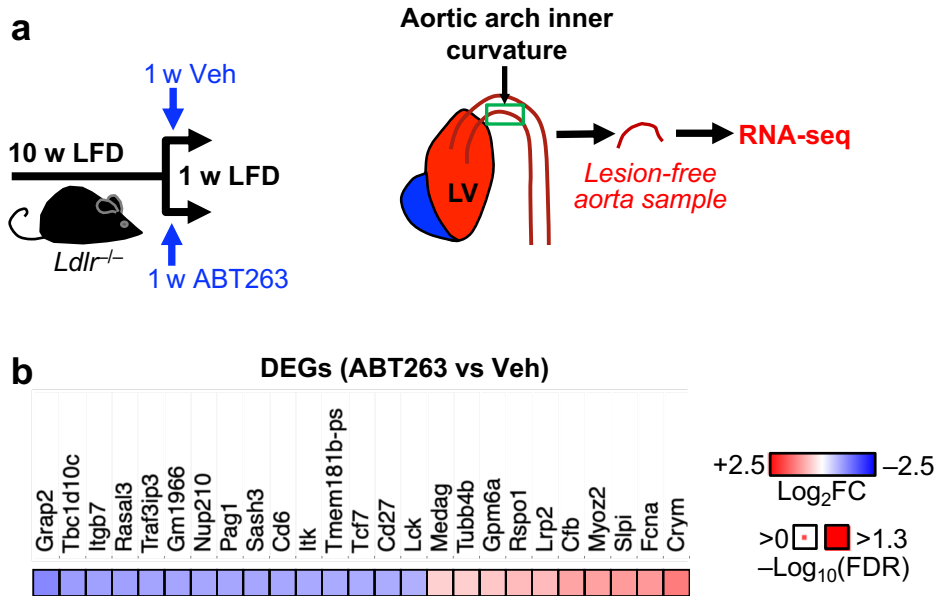 a
1 w Veh
10 w LFD
1 w LFD
Ldlr–/–
1 w ABT263
Aortic arch inner
curvature
LV
Lesion-free
aorta sample
RNA-seq
b
DEGs (ABT263 vs Veh)
Grap2
Tbc1d10c
Itgb7
Rasal3
Traf3ip3
Gm1966
Nup210
Pag1
Sash3
Cd6
Itk
Tmem181b-ps
Tcf7
Cd27
Lck
Medag
Tubb4b
Gpm6a
Rspo1
Lrp2
Cfb
Myoz2
Slpi
Fcna
Crym
+2.5 –2.5
Log2FC
>0 >1.3
–Log10(FDR)